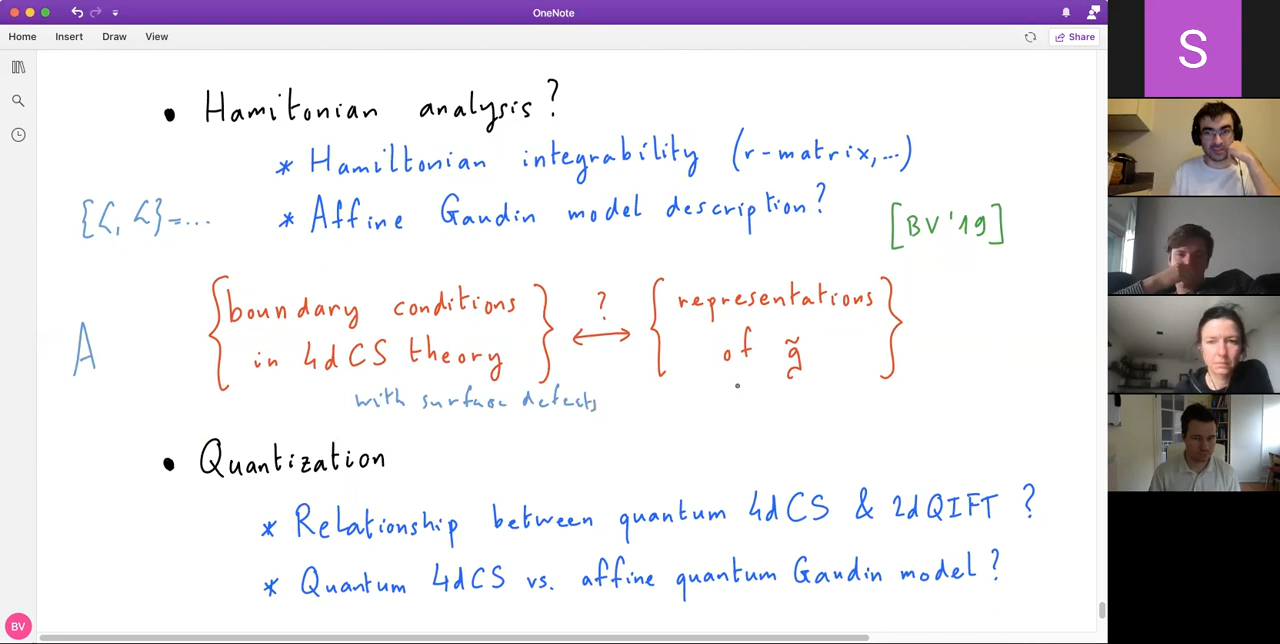 OneNote
Home Insert Draw View Share
S
• Hamitonian analysis?
* Hamiltonian integrability (r-matrix,...)
{L, L}=... * Affine Gaudin model description? [BV '19]
{boundary conditions in 4dCS theory} <-?-> {representations of g̃}
A
with surface defects
• Quantization
* Relationship between quantum 4dCS & 2dQIFT ?
* Quantum 4dCS vs. affine quantum Gaudin model?
BV